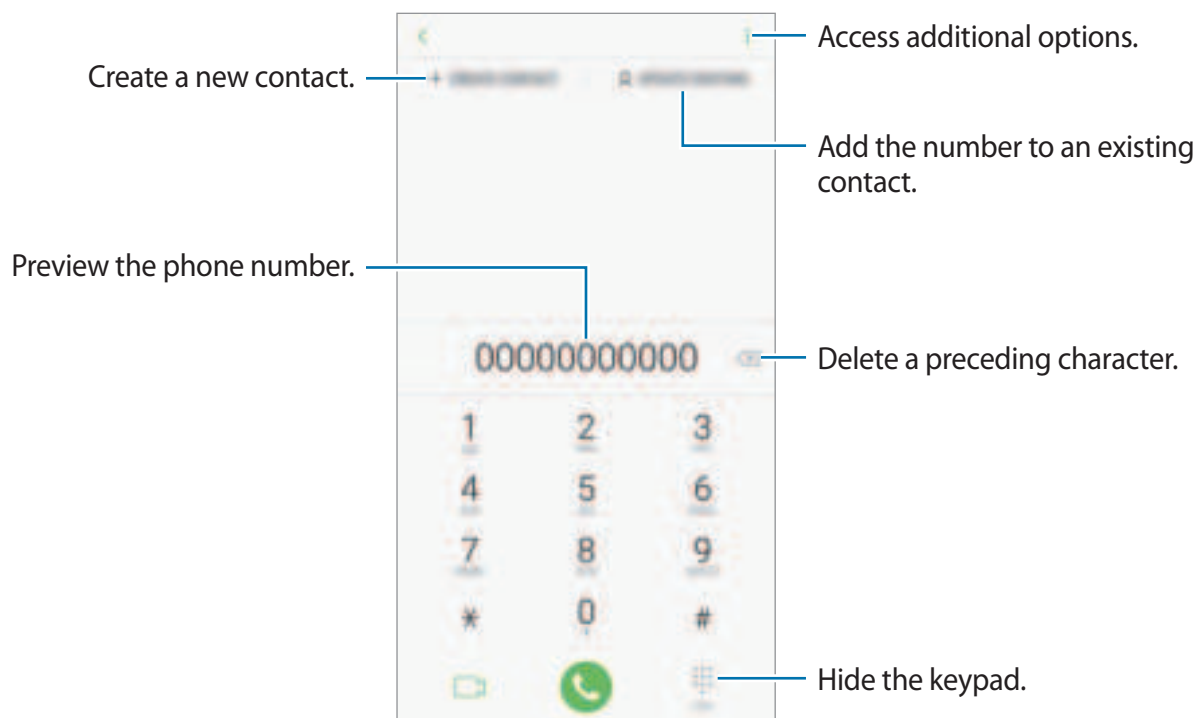 Access additional options.
Create a new contact.
Add the number to an existing
contact.
Preview the phone number.
00000000000
Delete a preceding character.
1 2 3
4 5 6
7 8 9
* 0 #
Hide the keypad.